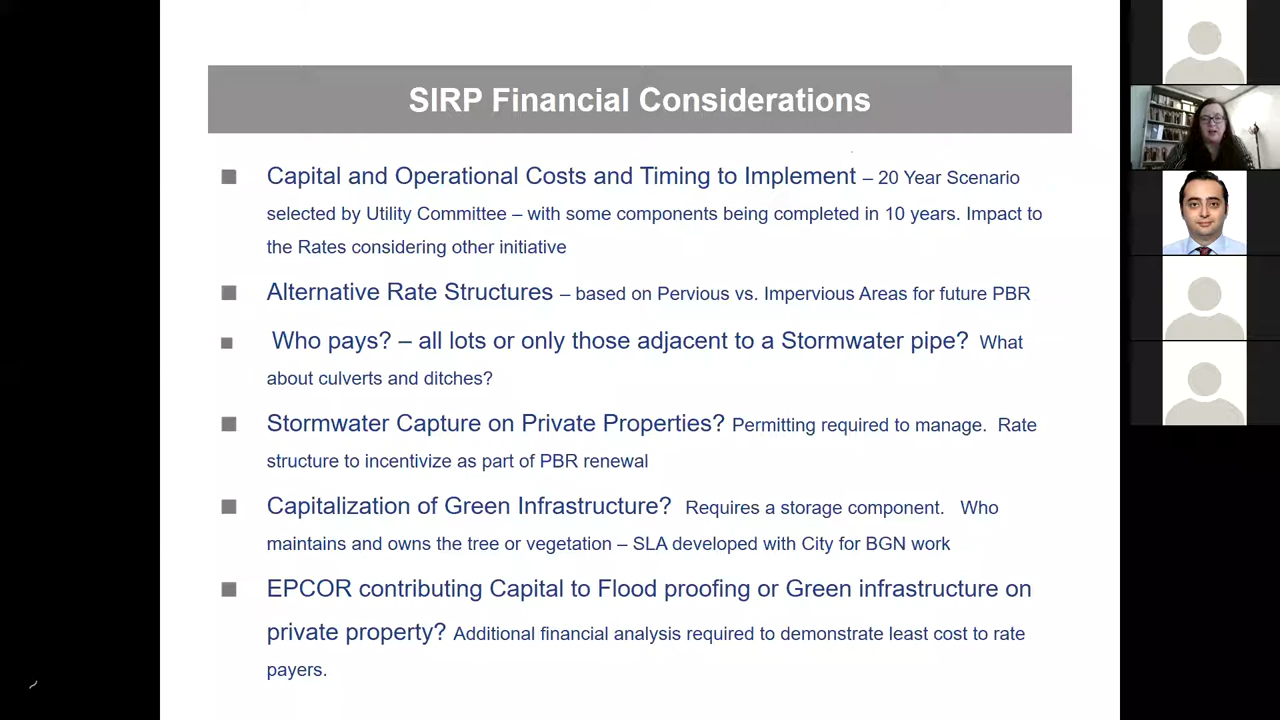 SIRP Financial Considerations
Capital and Operational Costs and Timing to Implement – 20 Year Scenario
selected by Utility Committee – with some components being completed in 10 years. Impact to
the Rates considering other initiative
Alternative Rate Structures – based on Pervious vs. Impervious Areas for future PBR
Who pays? – all lots or only those adjacent to a Stormwater pipe? What
about culverts and ditches?
Stormwater Capture on Private Properties? Permitting required to manage. Rate
structure to incentivize as part of PBR renewal
Capitalization of Green Infrastructure? Requires a storage component. Who
maintains and owns the tree or vegetation – SLA developed with City for BGN work
EPCOR contributing Capital to Flood proofing or Green infrastructure on
private property? Additional financial analysis required to demonstrate least cost to rate
payers.